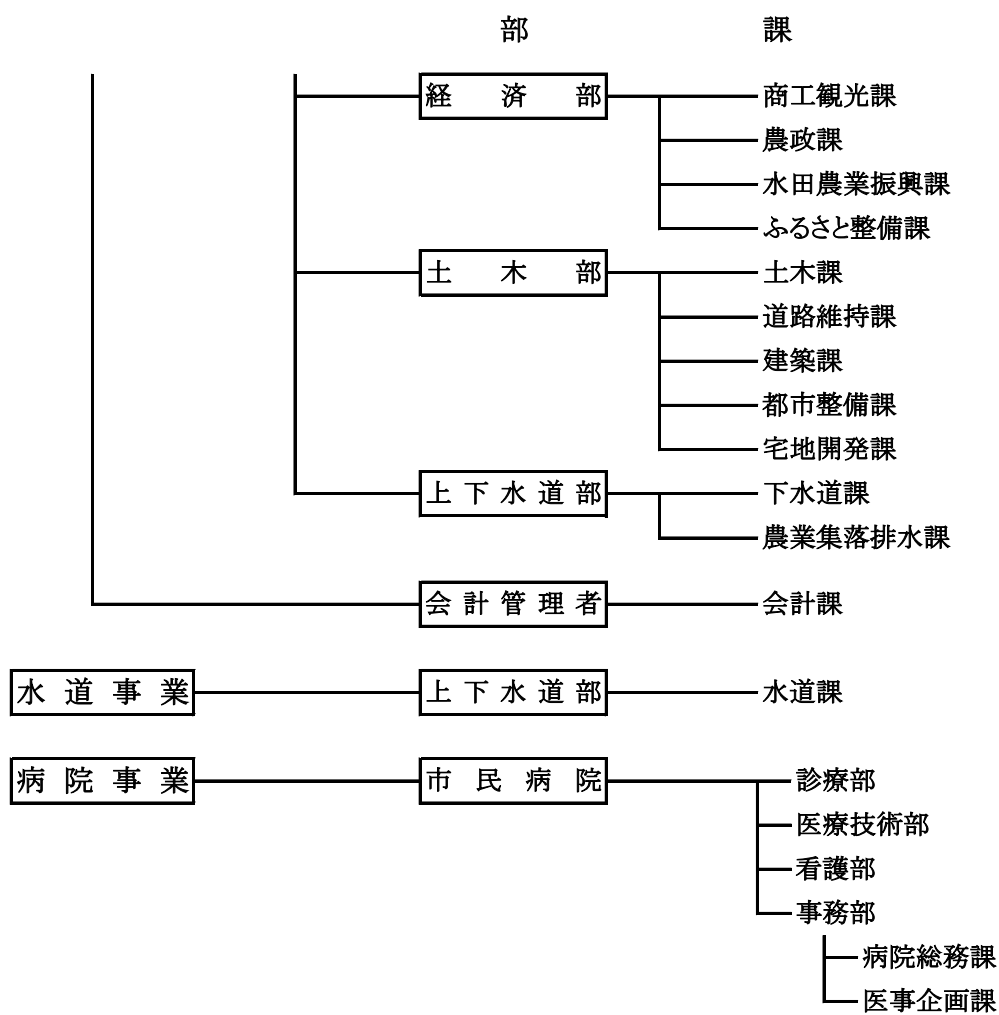 部 課
経済部 商工観光課
農政課
水田農業振興課
ふるさと整備課
土木部 土木課
道路維持課
建築課
都市整備課
宅地開発課
上下水道部 下水道課
農業集落排水課
会計管理者 会計課
水道事業 上下水道部 水道課
病院事業 市民病院 診療部
医療技術部
看護部
事務部
病院総務課
医事企画課